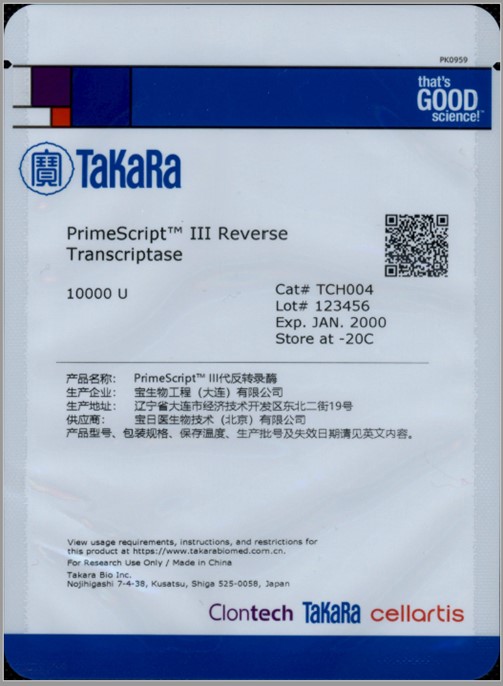 PK0959
that's
GOOD
science!™
寶 TaKaRa
PrimeScript™ III Reverse
Transcriptase
10000 U
Cat# TCH004
Lot# 123456
Exp. JAN. 2000
Store at -20C
产品名称： PrimeScript™ III代反转录酶
生产企业： 宝生物工程（大连）有限公司
生产地址： 辽宁省大连市经济技术开发区东北二街19号
供应商： 宝日医生物技术（北京）有限公司
产品型号、包装规格、保存温度、生产批号及失效日期请见英文内容。
View usage requirements, instructions, and restrictions for
this product at https://www.takarabiomed.com.cn.
For Research Use Only / Made in China
Takara Bio Inc.
Nojihigashi 7-4-38, Kusatsu, Shiga 525-0058, Japan
Clontech TaKaRa cellartis